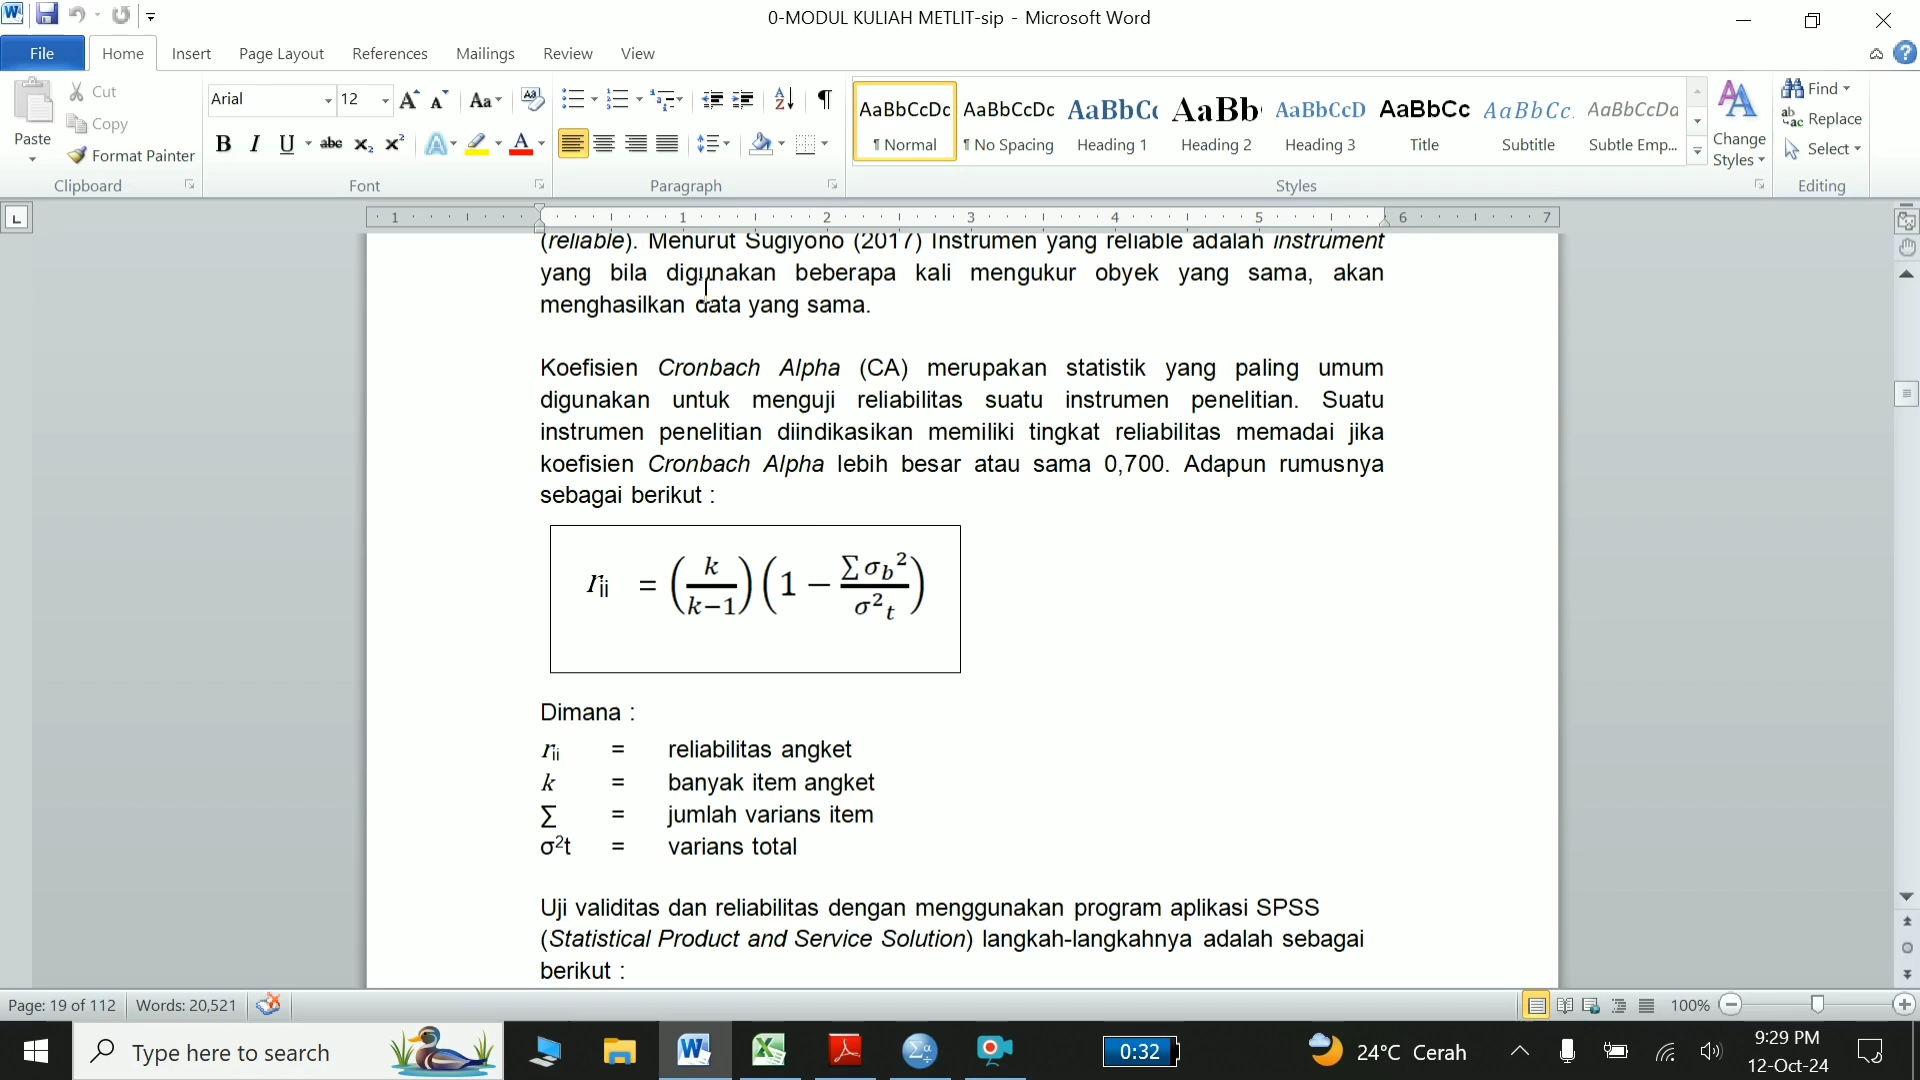 0-MODUL KULIAH METLIT-sip - Microsoft Word
File Home Insert Page Layout References Mailings Review View
Paste
Cut
Copy
Format Painter
Clipboard
Arial 12
Font
Paragraph
AaBbCcDc AaBbCcDc AaBbC AaBb AaBbCcD AaBbCc AaBbCc. AaBbCcDa
¶ Normal ¶ No Spacing Heading 1 Heading 2 Heading 3 Title Subtitle Subtle Emp...
Styles
Change Styles
Find
Replace
Select
Editing
1 1 2 3 4 5 6 7
(reliable). Menurut Sugiyono (2017) Instrumen yang reliable adalah instrument
yang bila digunakan beberapa kali mengukur obyek yang sama, akan
menghasilkan data yang sama.
Koefisien Cronbach Alpha (CA) merupakan statistik yang paling umum
digunakan untuk menguji reliabilitas suatu instrumen penelitian. Suatu
instrumen penelitian diindikasikan memiliki tingkat reliabilitas memadai jika
koefisien Cronbach Alpha lebih besar atau sama 0,700. Adapun rumusnya
sebagai berikut :
rii = (k/k−1) (1 − ∑σb²/σ²t)
Dimana :
rii = reliabilitas angket
k = banyak item angket
∑ = jumlah varians item
σ²t = varians total
Uji validitas dan reliabilitas dengan menggunakan program aplikasi SPSS
(Statistical Product and Service Solution) langkah-langkahnya adalah sebagai
berikut :
Page: 19 of 112 Words: 20,521 100%
Type here to search
0:32
24°C Cerah
9:29 PM
12-Oct-24